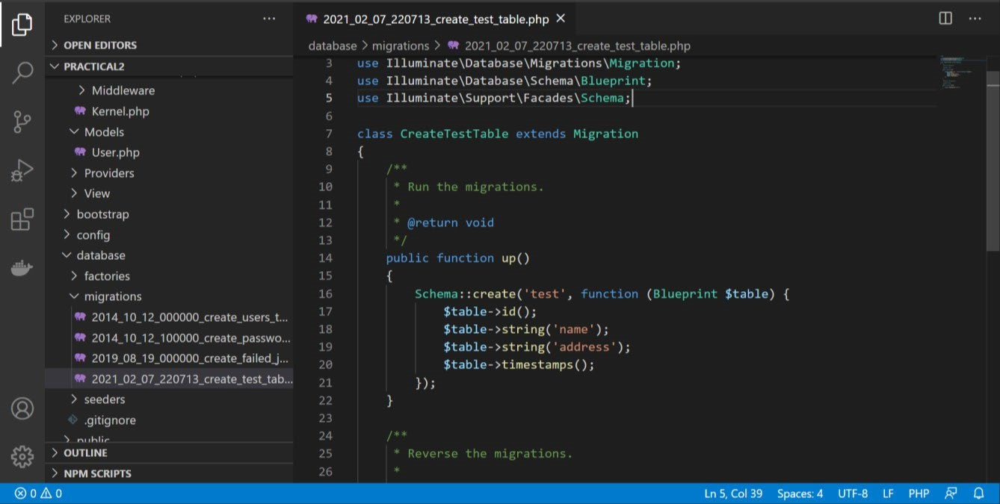 EXPLORER
OPEN EDITORS
PRACTICAL2
Middleware
Kernel.php
Models
User.php
Providers
View
bootstrap
config
database
factories
migrations
2014_10_12_000000_create_users_t...
2014_10_12_100000_create_passwo...
2019_08_19_000000_create_failed_j...
2021_02_07_220713_create_test_tab...
seeders
.gitignore
public
OUTLINE
NPM SCRIPTS
2021_02_07_220713_create_test_table.php
database > migrations > 2021_02_07_220713_create_test_table.php
3 use Illuminate\Database\Migrations\Migration;
4 use Illuminate\Database\Schema\Blueprint;
5 use Illuminate\Support\Facades\Schema;
6
7 class CreateTestTable extends Migration
8 {
9 /**
10 * Run the migrations.
11 *
12 * @return void
13 */
14 public function up()
15 {
16 Schema::create('test', function (Blueprint $table) {
17 $table->id();
18 $table->string('name');
19 $table->string('address');
20 $table->timestamps();
21 });
22 }
23
24 /**
25 * Reverse the migrations.
26 *
0 0 Ln 5, Col 39 Spaces: 4 UTF-8 LF PHP